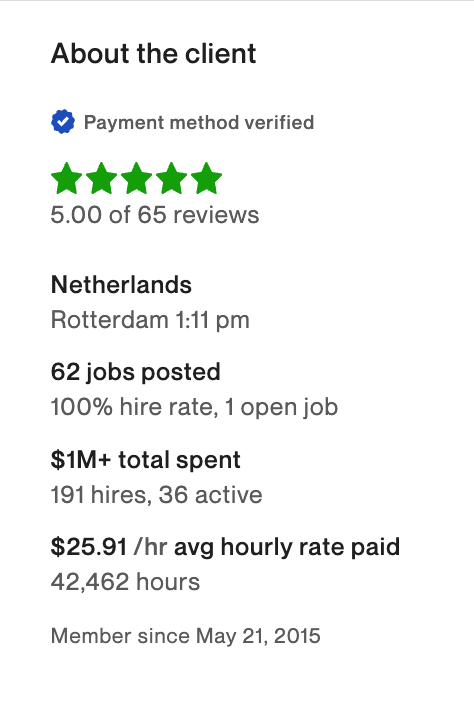 About the client
Payment method verified
5.00 of 65 reviews
Netherlands
Rotterdam 1:11 pm
62 jobs posted
100% hire rate, 1 open job
$1M+ total spent
191 hires, 36 active
$25.91 /hr avg hourly rate paid
42,462 hours
Member since May 21, 2015